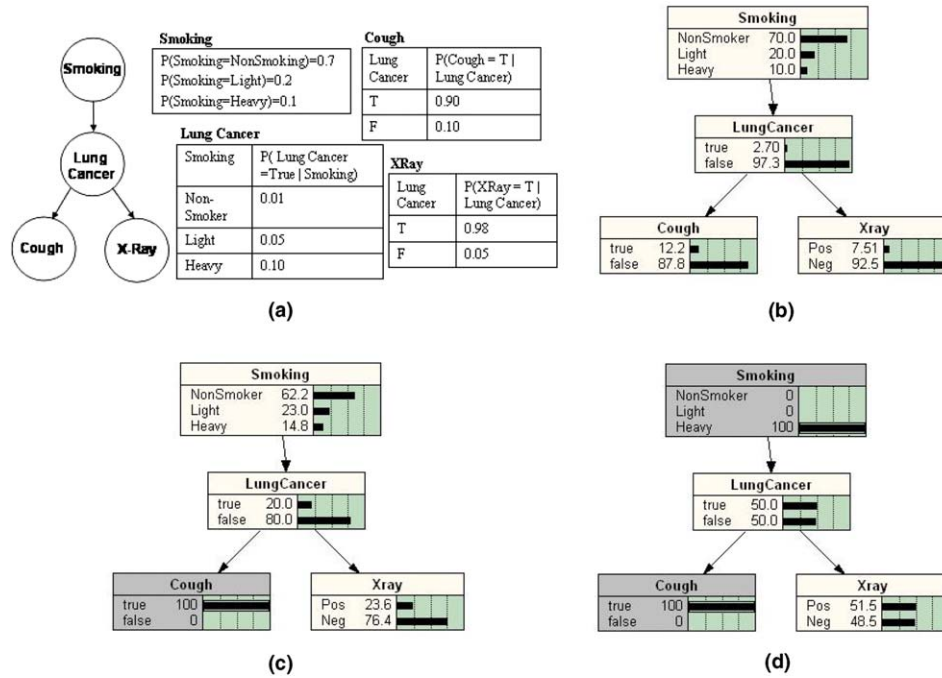 Smoking
Lung
Cancer
Cough
X-Ray
Smoking
P(Smoking=NonSmoking)=0.7
P(Smoking=Light)=0.2
P(Smoking=Heavy)=0.1
Cough
Lung Cancer P(Cough = T | Lung Cancer)
T 0.90
F 0.10
Lung Cancer
Smoking P( Lung Cancer =True | Smoking)
Non-Smoker 0.01
Light 0.05
Heavy 0.10
XRay
Lung Cancer P(XRay = T | Lung Cancer)
T 0.98
F 0.05
(a)
Smoking
NonSmoker 70.0
Light 20.0
Heavy 10.0
LungCancer
true 2.70
false 97.3
Cough
true 12.2
false 87.8
Xray
Pos 7.51
Neg 92.5
(b)
Smoking
NonSmoker 62.2
Light 23.0
Heavy 14.8
LungCancer
true 20.0
false 80.0
Cough
true 100
false 0
Xray
Pos 23.6
Neg 76.4
(c)
Smoking
NonSmoker 0
Light 0
Heavy 100
LungCancer
true 50.0
false 50.0
Cough
true 100
false 0
Xray
Pos 51.5
Neg 48.5
(d)